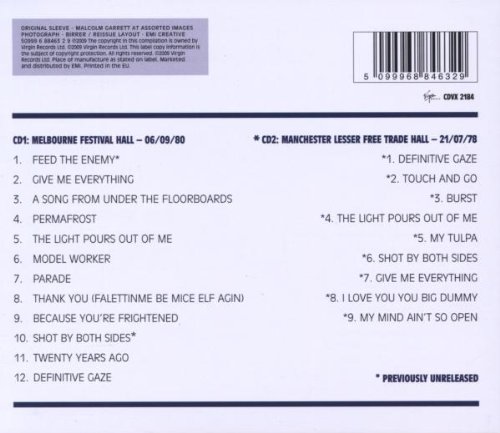 ORIGINAL SLEEVE - MALCOLM GARRETT AT ASSORTED IMAGES
PHOTOGRAPH - BIRRER / REISSUE LAYOUT - EMI CREATIVE
50999 6 88463 2 9 ℗2009 The copyright in this compilation is owned by
Virgin Records Ltd. ©2009 Virgin Records Ltd. This label copy information is
the subject of copyright protection. All rights reserved. ©2009 Virgin
Records Ltd. Place of manufacture as stated on label. Marketed
and distributed by EMI. Printed in the EU.
5 099968 846329
Virgin CDVX 2184
CD1: MELBOURNE FESTIVAL HALL – 06/09/80
1. FEED THE ENEMY*
2. GIVE ME EVERYTHING
3. A SONG FROM UNDER THE FLOORBOARDS
4. PERMAFROST
5. THE LIGHT POURS OUT OF ME
6. MODEL WORKER
7. PARADE
8. THANK YOU (FALETTINME BE MICE ELF AGIN)
9. BECAUSE YOU'RE FRIGHTENED
10. SHOT BY BOTH SIDES*
11. TWENTY YEARS AGO
12. DEFINITIVE GAZE
* CD2: MANCHESTER LESSER FREE TRADE HALL – 21/07/78
*1. DEFINITIVE GAZE
*2. TOUCH AND GO
*3. BURST
*4. THE LIGHT POURS OUT OF ME
*5. MY TULPA
*6. SHOT BY BOTH SIDES
*7. GIVE ME EVERYTHING
*8. I LOVE YOU YOU BIG DUMMY
*9. MY MIND AIN'T SO OPEN
* PREVIOUSLY UNRELEASED